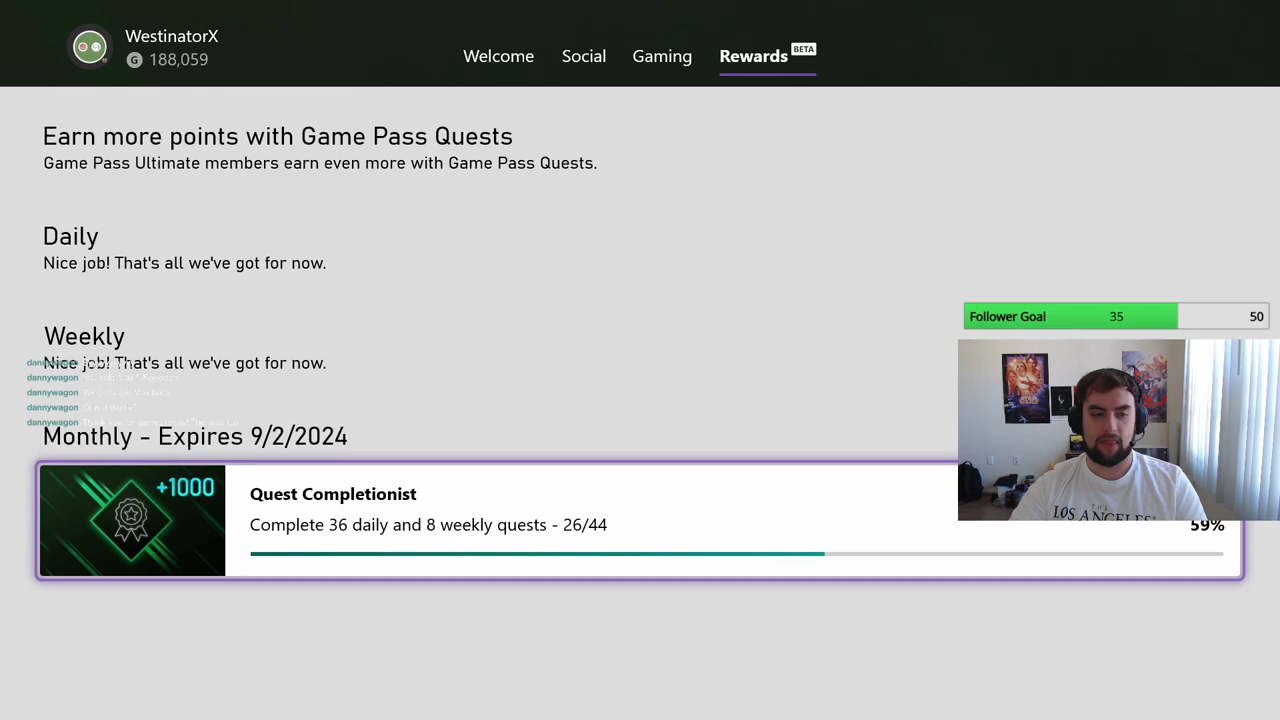 WestinatorX
G 188,059
Welcome Social Gaming Rewards BETA
Earn more points with Game Pass Quests
Game Pass Ultimate members earn even more with Game Pass Quests.
Daily
Nice job! That's all we've got for now.
Follower Goal 35 50
Weekly
Nice job! That's all we've got for now.
dannywagon
dannywagon
dannywagon
dannywagon
Monthly - Expires 9/2/2024
+1000
Quest Completionist
Complete 36 daily and 8 weekly quests - 26/44
59%
STAR WARS
LOS ANGELES